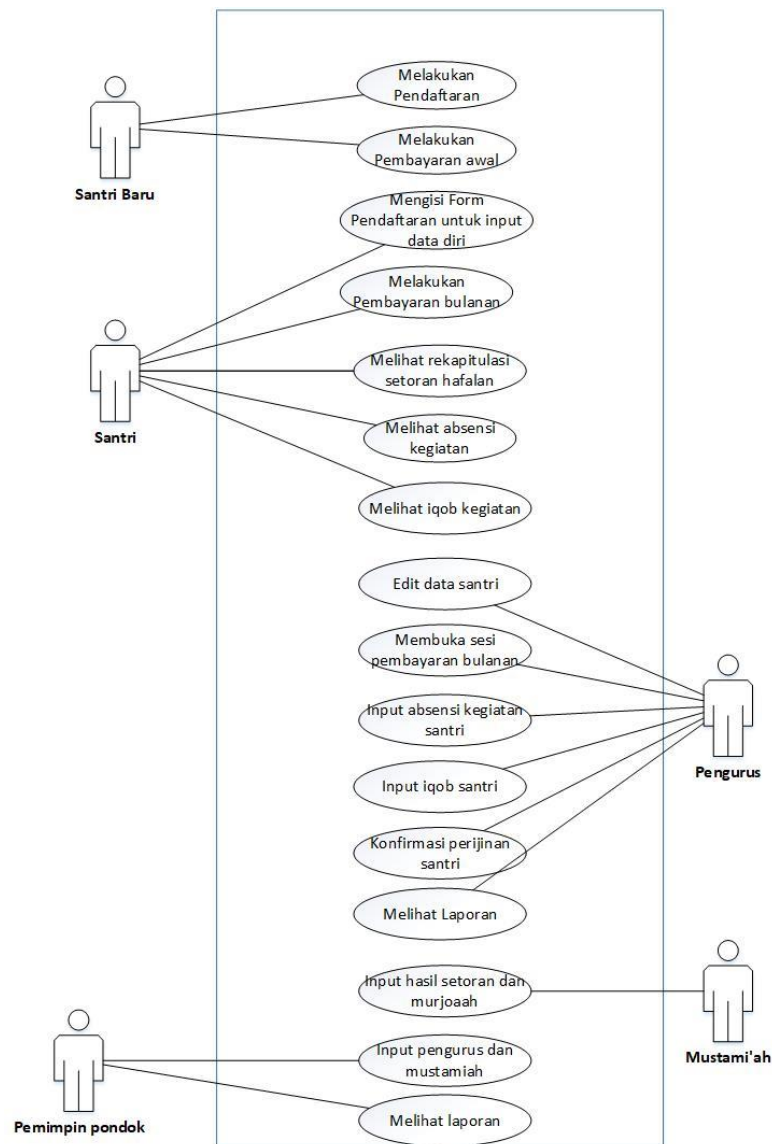 Melakukan
Pendaftaran
Melakukan
Pembayaran awal
Santri Baru
Mengisi Form
Pendaftaran untuk input
data diri
Melakukan
Pembayaran bulanan
Melihat rekapitulasi
setoran hafalan
Santri
Melihat absensi
kegiatan
Melihat iqob kegiatan
Edit data santri
Membuka sesi
pembayaran bulanan
Input absensi kegiatan
santri
Pengurus
Input iqob santri
Konfirmasi perijinan
santri
Melihat Laporan
Input hasil setoran dan
murjoaah
Mustami'ah
Input pengurus dan
mustamiah
Pemimpin pondok
Melihat laporan